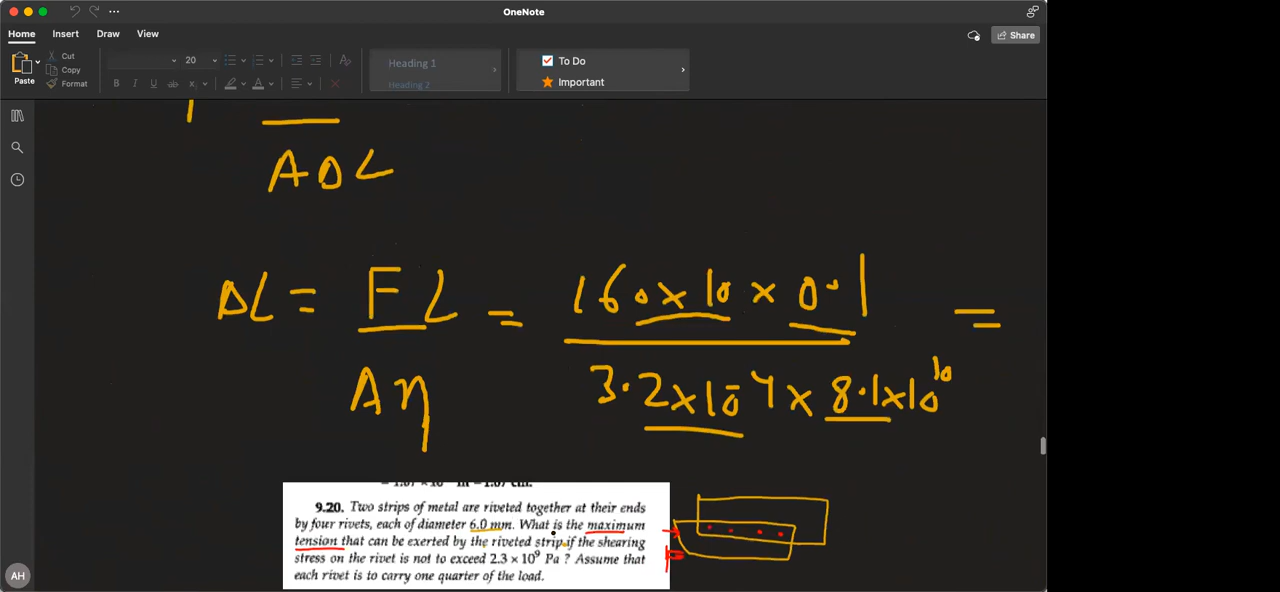 OneNote
Home Insert Draw View
Share
Paste
Cut
Copy
Format
20
B I U ab x
A
Heading 1
Heading 2
To Do
Important
A Δ L
ΔL = F L / A η = 160 x 10 x 0.1 / 3.2 x 10⁻4 x 8.1 x 10¹⁰ =
9.20. Two strips of metal are riveted together at their ends
by four rivets, each of diameter 6.0 mm. What is the maximum
tension that can be exerted by the riveted strip if the shearing
stress on the rivet is not to exceed 2.3 × 10⁹ Pa ? Assume that
each rivet is to carry one quarter of the load.
F
AH